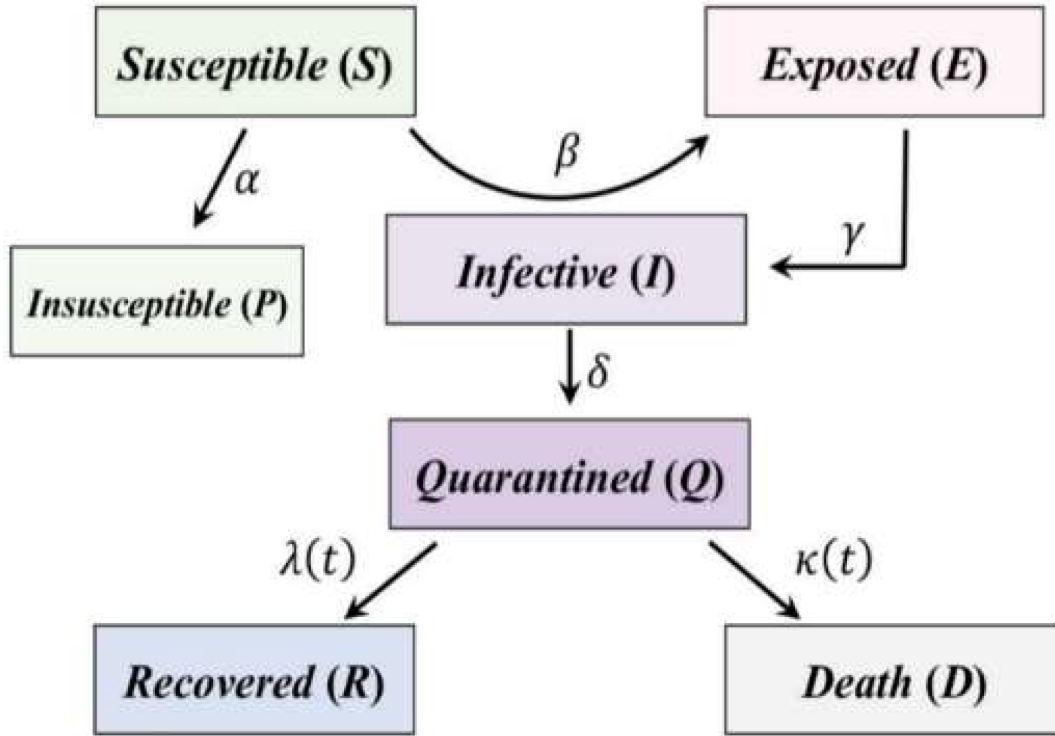 Susceptible (S)
Exposed (E)
α
β
γ
Insusceptible (P)
Infective (I)
δ
Quarantined (Q)
λ(t)
κ(t)
Recovered (R)
Death (D)